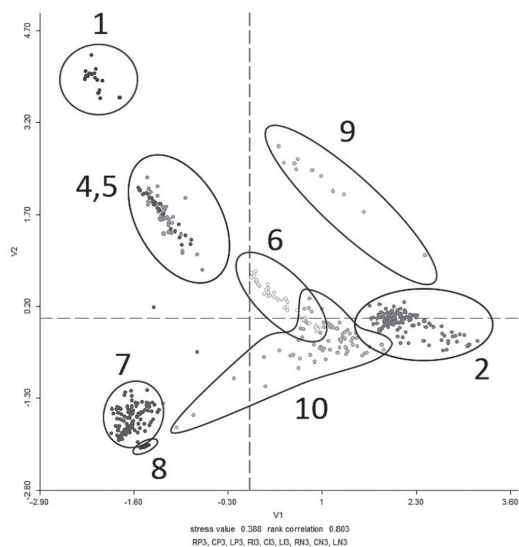 4.70
1
3.20
9
4,5
1.70
V2
6
0.20
7
2
-1.30
10
8
-2.80
-2.90 -1.60 -0.30 1 2.30 3.60
V1
stress value 0.388 rank correlation 0.803
RP3, CP3, LP3, RI3, CI3, LI3, RN3, CN3, LN3